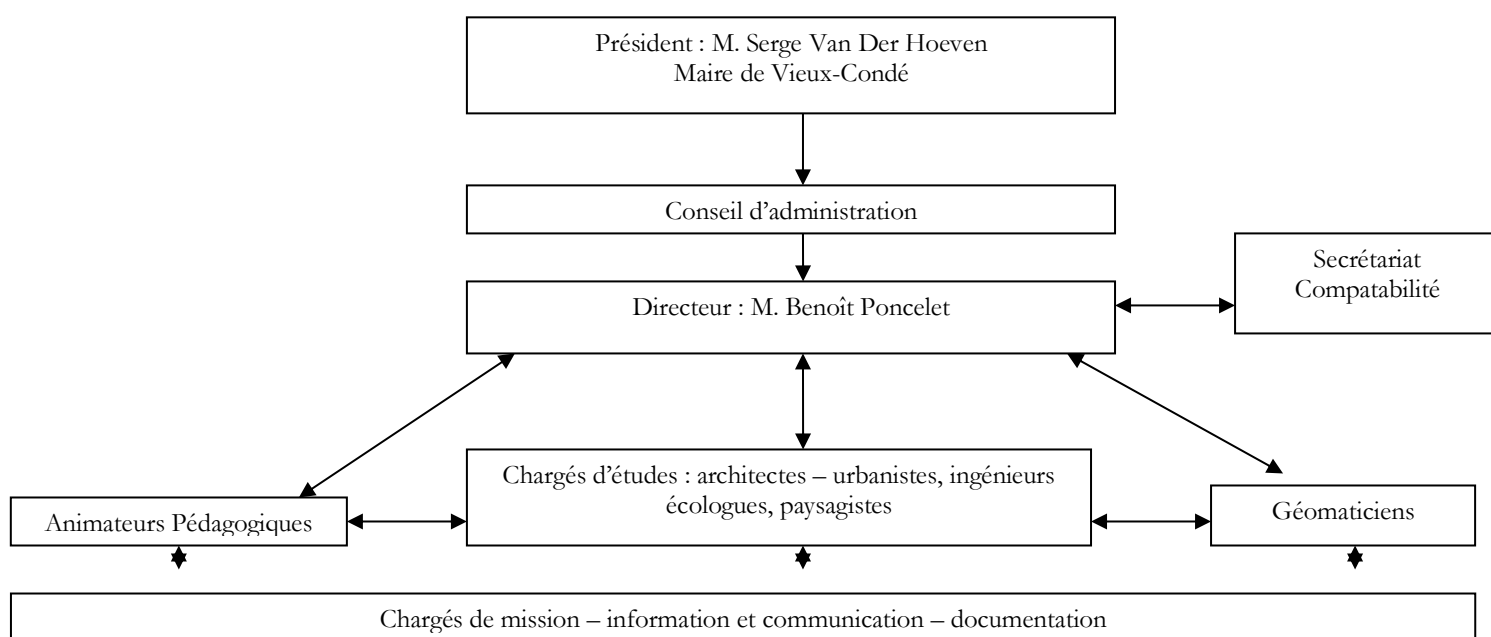 Président : M. Serge Van Der Hoeven
Maire de Vieux-Condé
Conseil d'administration
Secrétariat
Compatabilité
Directeur : M. Benoît Poncelet
Chargés d'études : architectes – urbanistes, ingénieurs
écologues, paysagistes
Animateurs Pédagogiques
Géomaticiens
Chargés de mission – information et communication – documentation